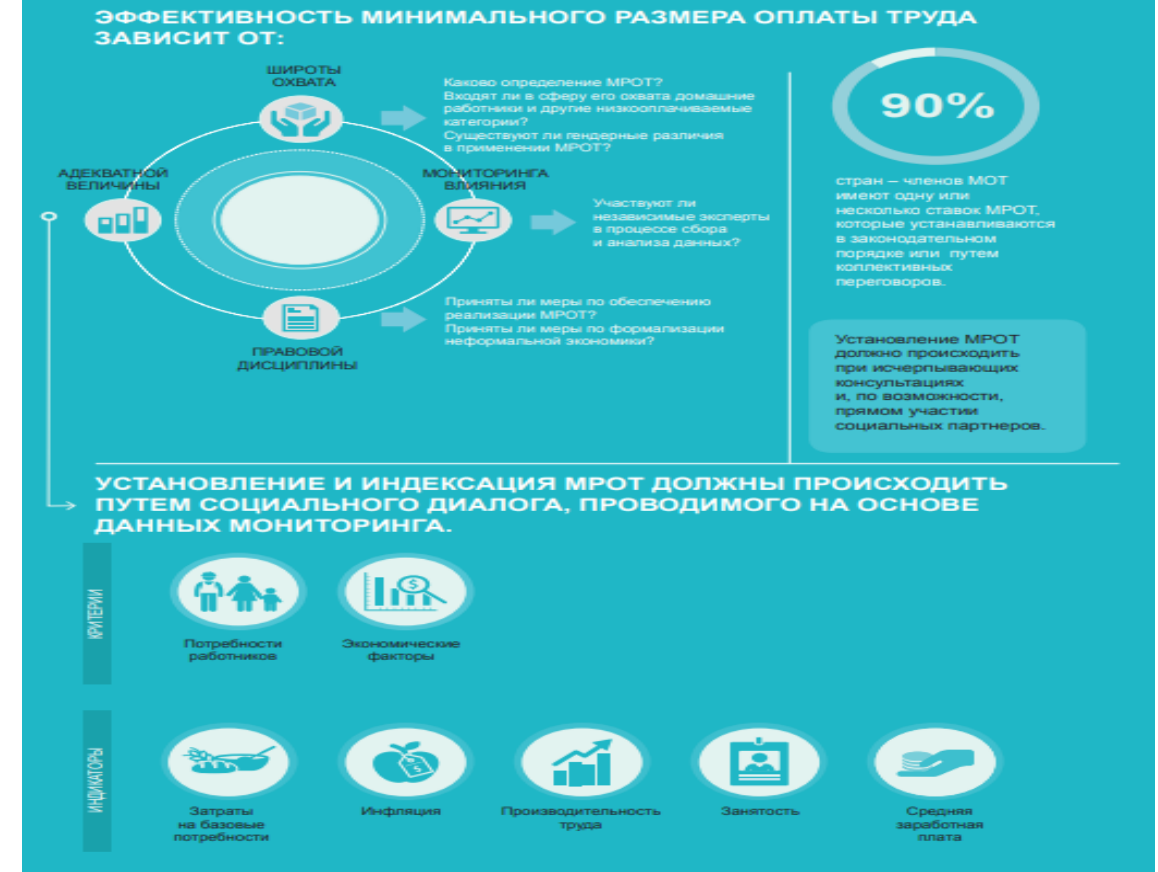 ЭФФЕКТИВНОСТЬ МИНИМАЛЬНОГО РАЗМЕРА ОПЛАТЫ ТРУДА
ЗАВИСИТ ОТ:
ШИРОТЫ
ОХВАТА
Каково определение МРОТ?
Входят ли в сферу его охвата домашние
работники и другие низкооплачиваемые
категории?
Существуют ли гендерные различия
в применении МРОТ?
АДЕКВАТНОЙ
ВЕЛИЧИНЫ
МОНИТОРИНГА
ВЛИЯНИЯ
Участвуют ли
независимые эксперты
в процессе сбора
и анализа данных?
Приняты ли меры по обеспечению
реализации МРОТ?
Приняты ли меры по формализации
неформальной экономики?
ПРАВОВОЙ
ДИСЦИПЛИНЫ
90%
стран – членов МОТ
имеют одну или
несколько ставок МРОТ,
которые устанавливаются
в законодательном
порядке или путем
коллективных
переговоров.
Установление МРОТ
должно происходить
при исчерпывающих
консультациях
и, по возможности,
прямом участии
социальных партнеров.
УСТАНОВЛЕНИЕ И ИНДЕКСАЦИЯ МРОТ ДОЛЖНЫ ПРОИСХОДИТЬ
ПУТЕМ СОЦИАЛЬНОГО ДИАЛОГА, ПРОВОДИМОГО НА ОСНОВЕ
ДАННЫХ МОНИТОРИНГА.
КРИТЕРИИ
$
Потребности
работников
Экономические
факторы
ИНДИКАТОРЫ
$
Затраты
на базовые
потребности
Инфляция
Производительность
труда
Занятость
Средняя
заработная
плата